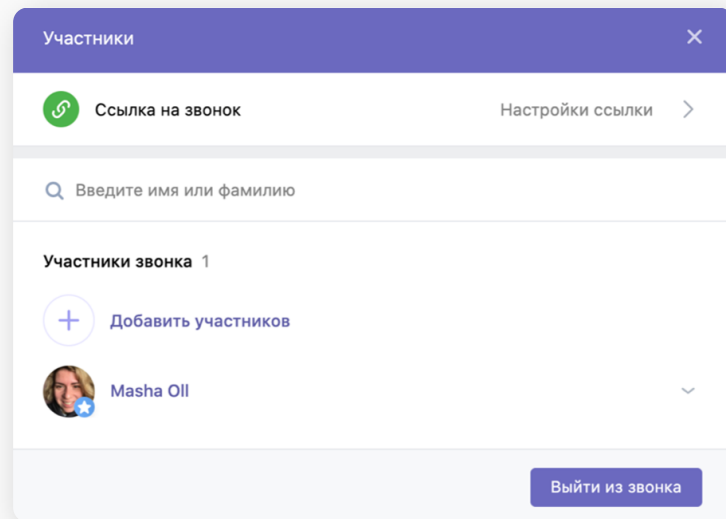 Участники
Ссылка на звонок Настройки ссылки
Введите имя или фамилию
Участники звонка 1
Добавить участников
Masha Oll
Выйти из звонка